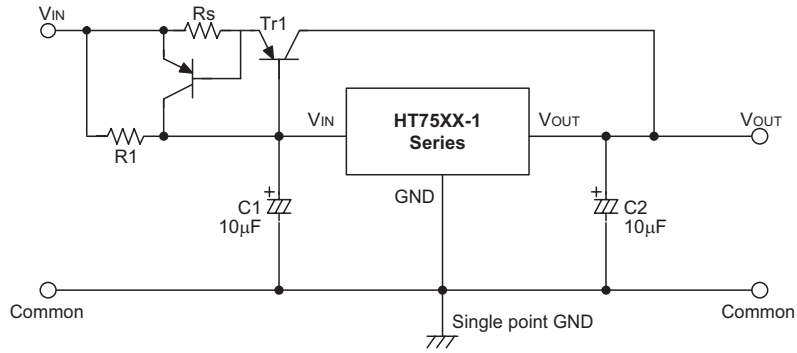 VIN
Rs
Tr1
R1
VIN
HT75XX-1
Series
VOUT
VOUT
GND
C1
10μF
C2
10μF
Common
Single point GND
Common